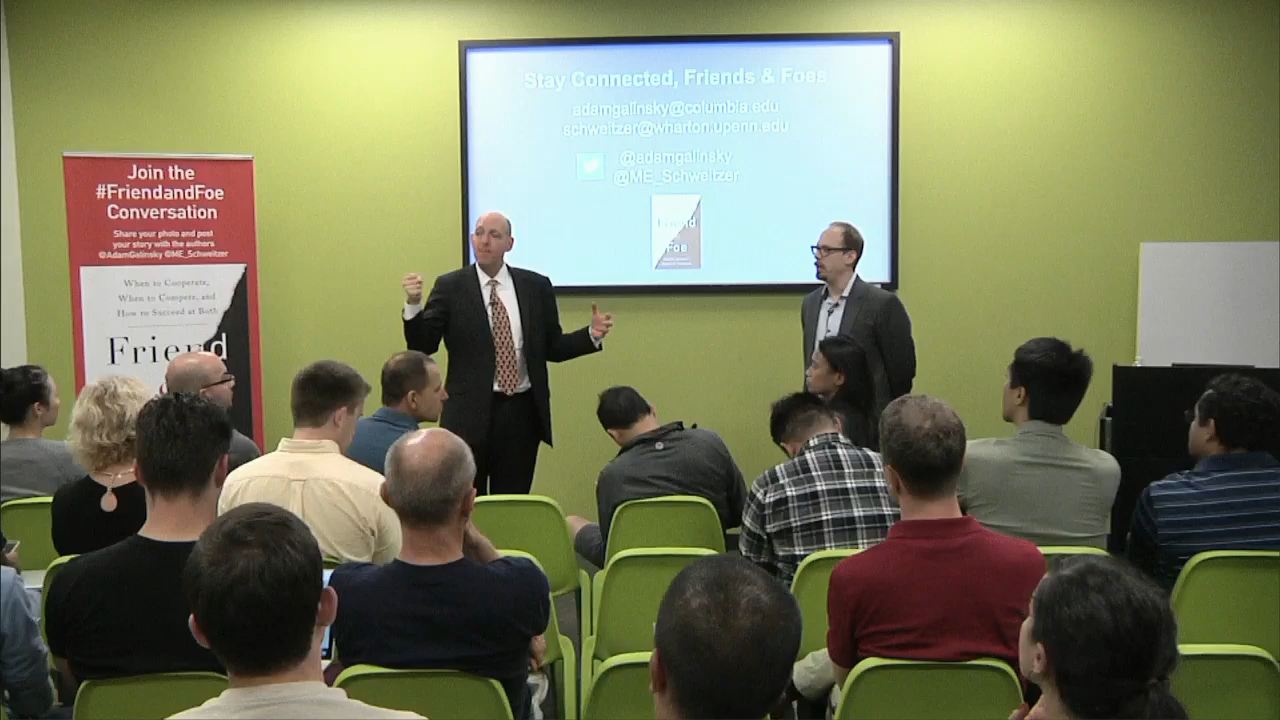 Stay Connected, Friends & Foes
adamgalinsky@columbia.edu
schweitzer@wharton.upenn.edu
@adamgalinsky
@ME_Schweitzer
Friend
Foe
Join the
#FriendandFoe
Conversation
Share your photo and post
your story with the authors
@AdamGalinsky @ME_Schweitzer
When to Cooperate,
When to Compete, and
How to Succeed at Both
Friend